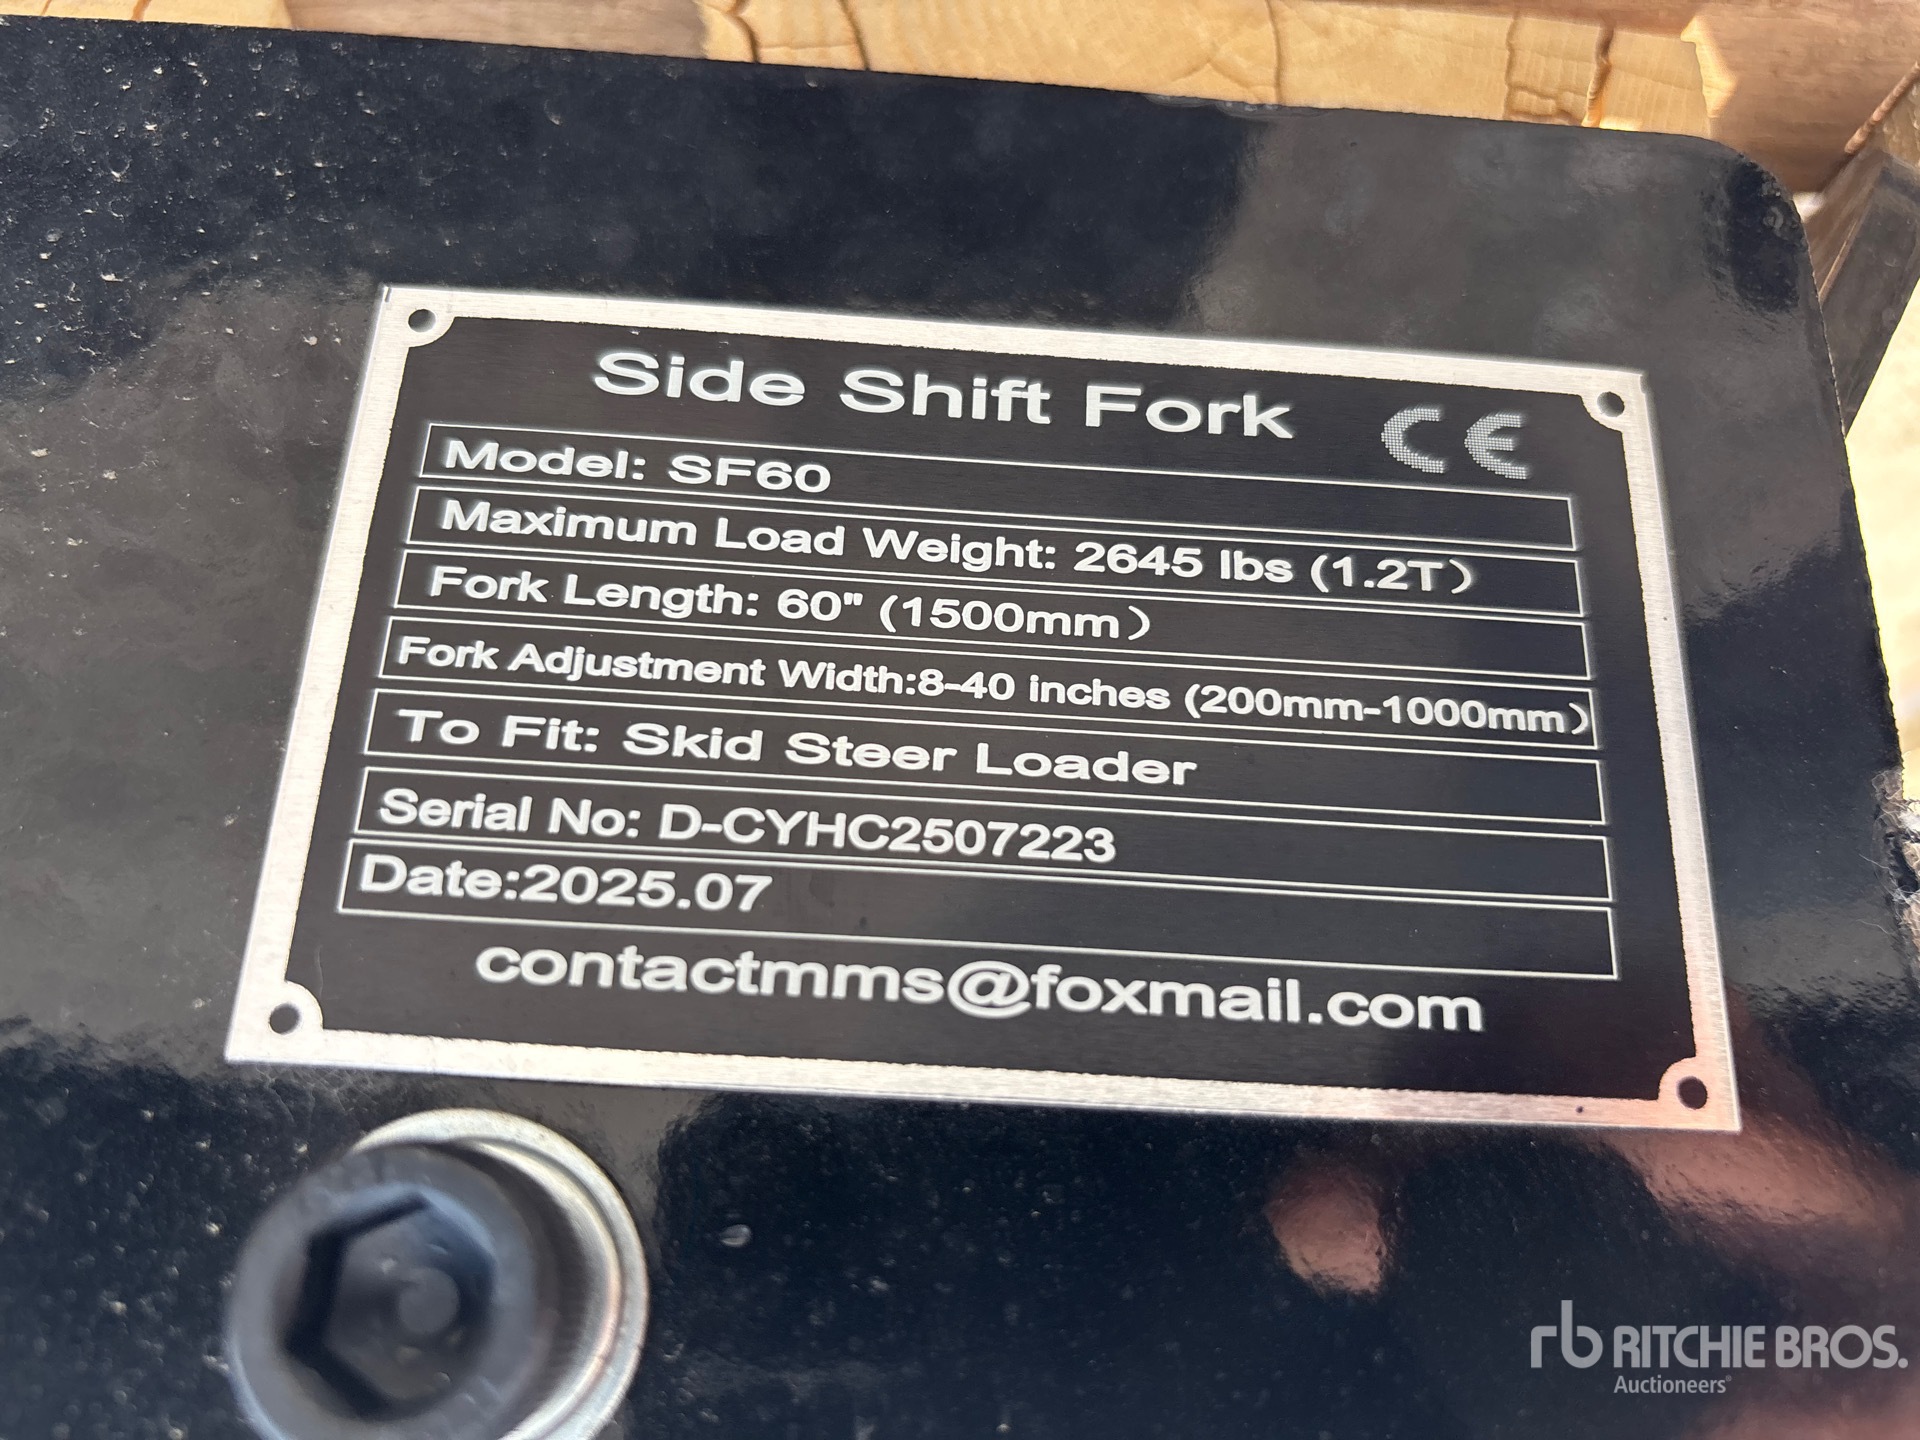 Side Shift Fork CE
Model: SF60
Maximum Load Weight: 2645 lbs (1.2T)
Fork Length: 60" (1500mm)
Fork Adjustment Width:8-40 inches (200mm-1000mm)
To Fit: Skid Steer Loader
Serial No: D-CYHC2507223
Date:2025.07
contactmms@foxmail.com
rb RITCHIE BROS.
Auctioneers®